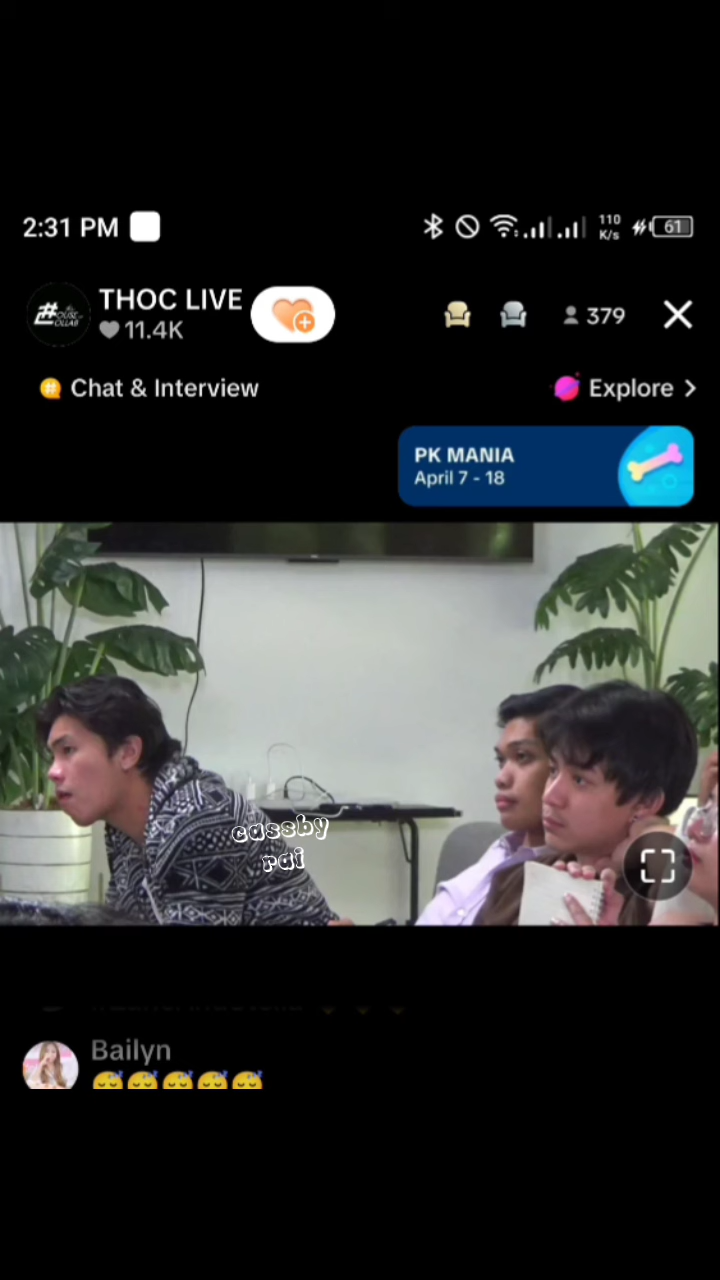 2:31 PM
110
K/s
61
THOC LIVE
11.4K
379
# Chat & Interview
Explore >
PK MANIA
April 7 - 18
cassby
rai
Bailyn